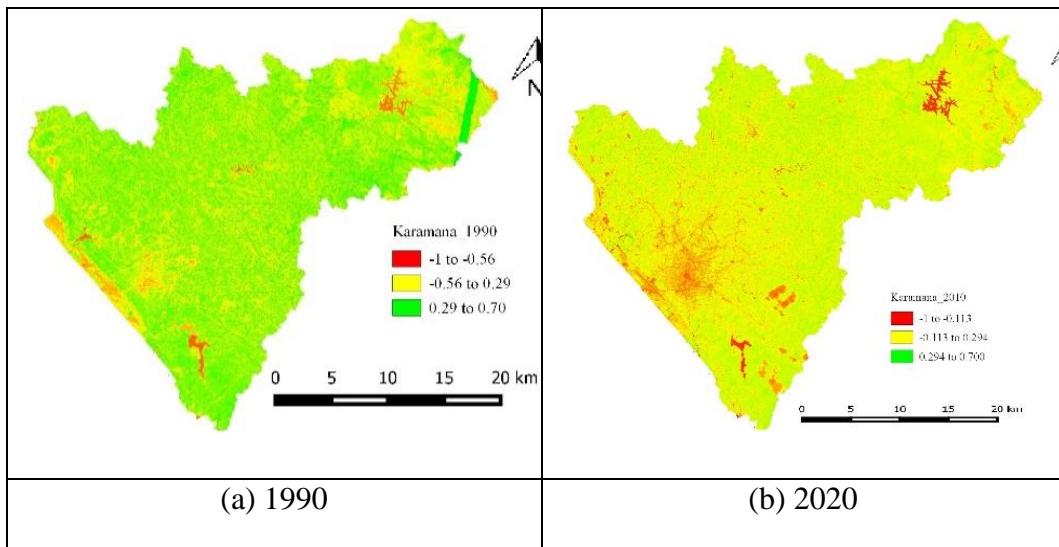 N
Karamana_1990
-1 to -0.56
-0.56 to 0.29
0.29 to 0.70
0 5 10 15 20 km
Karamana_2010
-1 to -0.113
-0.113 to 0.294
0.294 to 0.700
0 5 10 15 20 km
(a) 1990
(b) 2020